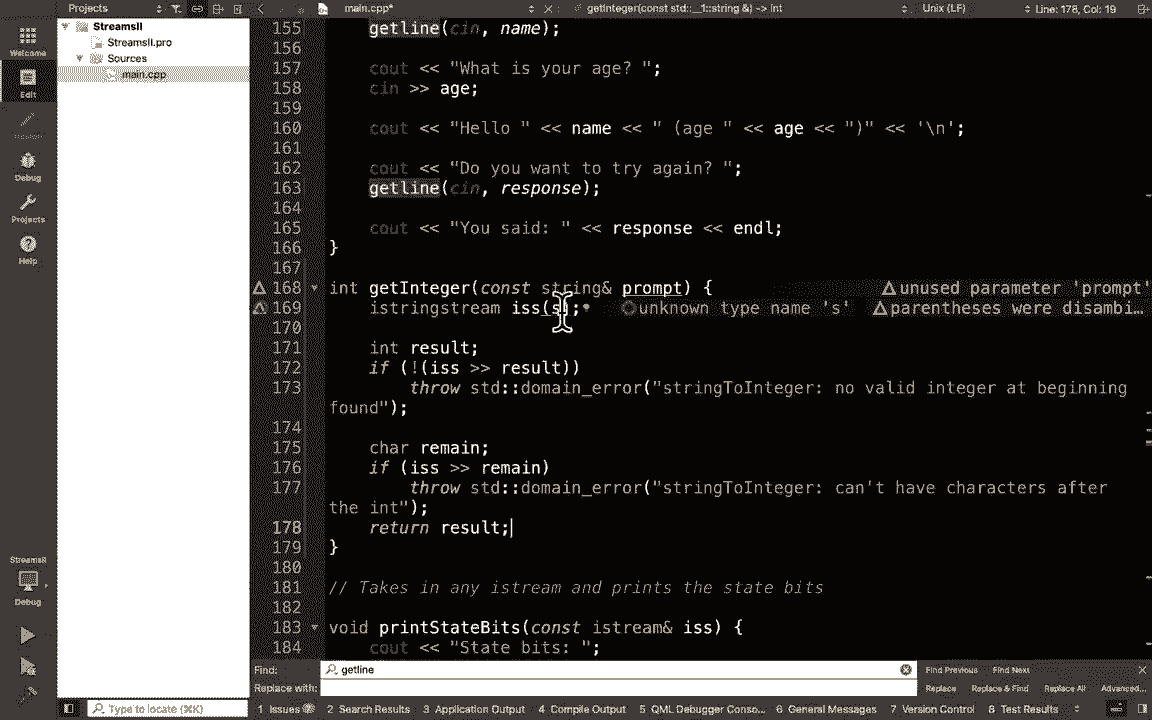 Projects
main.cpp*
getInteger(const std::__1::string &) -> int
Unix (LF)
Line: 178, Col: 19
Welcome
Edit
Debug
Projects
Help
StreamsII
Debug
StreamsII
StreamsII.pro
Sources
main.cpp
155 getline(cin, name);
156
157 cout << "What is your age? ";
158 cin >> age;
159
160 cout << "Hello " << name << " (age " << age << ")" << '\n';
161
162 cout << "Do you want to try again? ";
163 getline(cin, response);
164
165 cout << "You said: " << response << endl;
166 }
167
168 int getInteger(const string& prompt) { unused parameter 'prompt'
169 istringstream iss(s); unknown type name 's' parentheses were disambi…
170
171 int result;
172 if (!(iss >> result))
173 throw std::domain_error("stringToInteger: no valid integer at beginning
found");
174
175 char remain;
176 if (iss >> remain)
177 throw std::domain_error("stringToInteger: can't have characters after
the int");
178 return result;
179 }
180
181 // Takes in any istream and prints the state bits
182
183 void printStateBits(const istream& iss) {
184 cout << "State bits: ";
Find: getline
Find Previous Find Next
Replace with:
Replace Replace & Find Replace All Advanced...
Type to locate (⌘K)
1 Issues 2 Search Results 3 Application Output 4 Compile Output 5 QML Debugger Conso... 6 General Messages 7 Version Control 8 Test Results